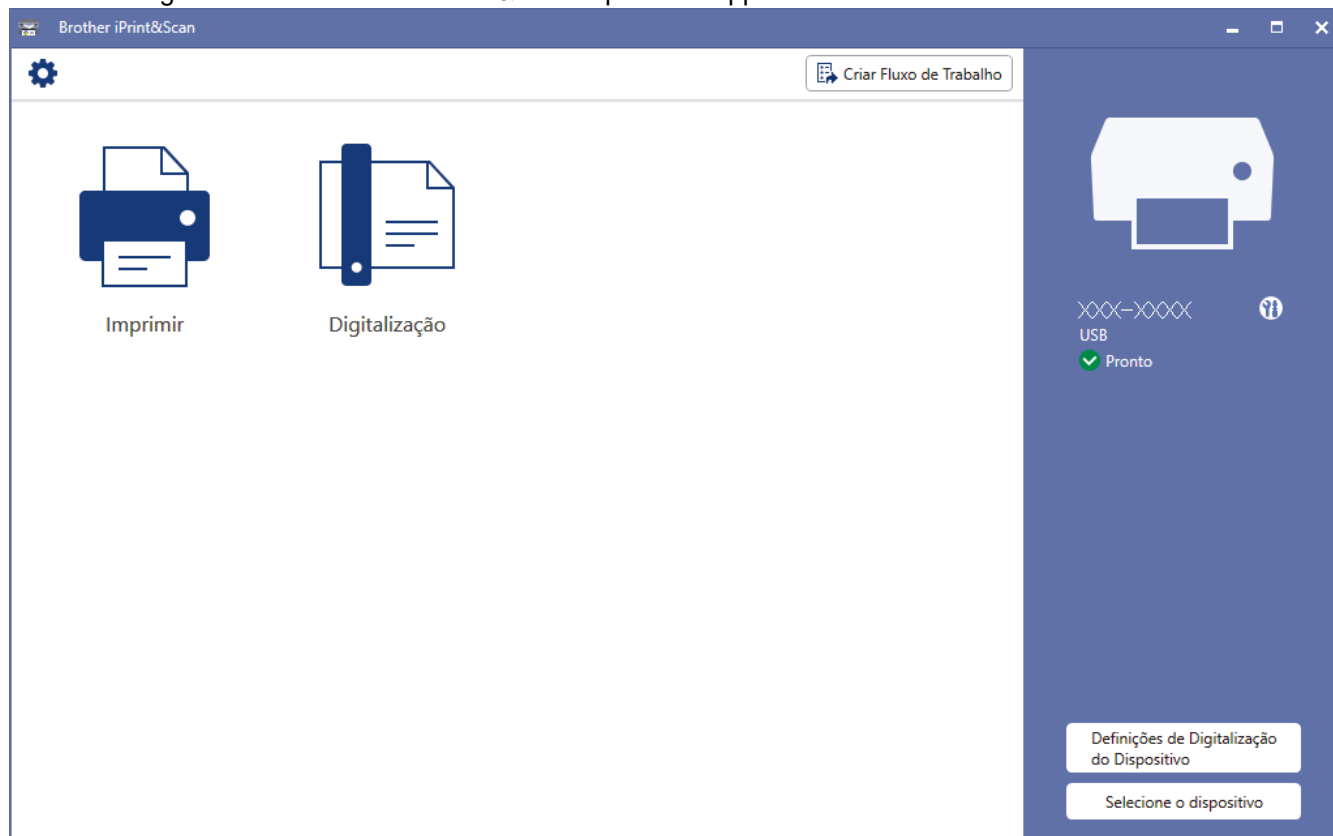 Brother iPrint&Scan
Criar Fluxo de Trabalho
Imprimir
Digitalização
XXX-XXXX
USB
Pronto
Definições de Digitalização
do Dispositivo
Selecione o dispositivo